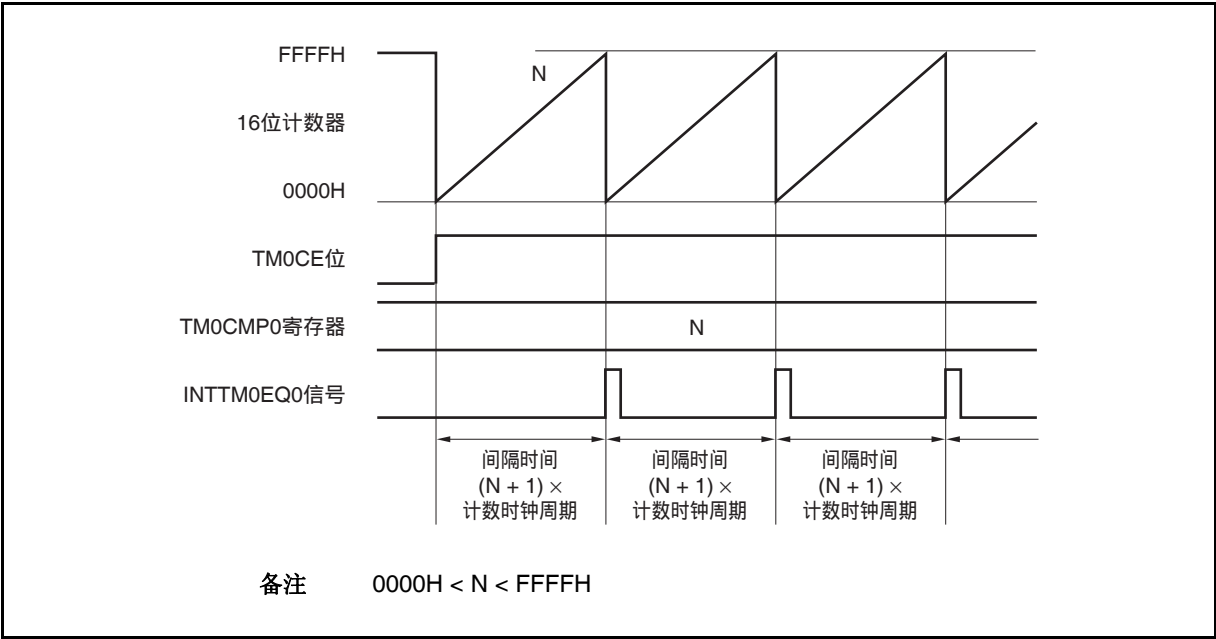 FFFFH
N
16位计数器
0000H
TM0CE位
TM0CMP0寄存器
N
INTTM0EQ0信号
间隔时间
(N + 1) ×
计数时钟周期
间隔时间
(N + 1) ×
计数时钟周期
间隔时间
(N + 1) ×
计数时钟周期
备注 0000H < N < FFFFH